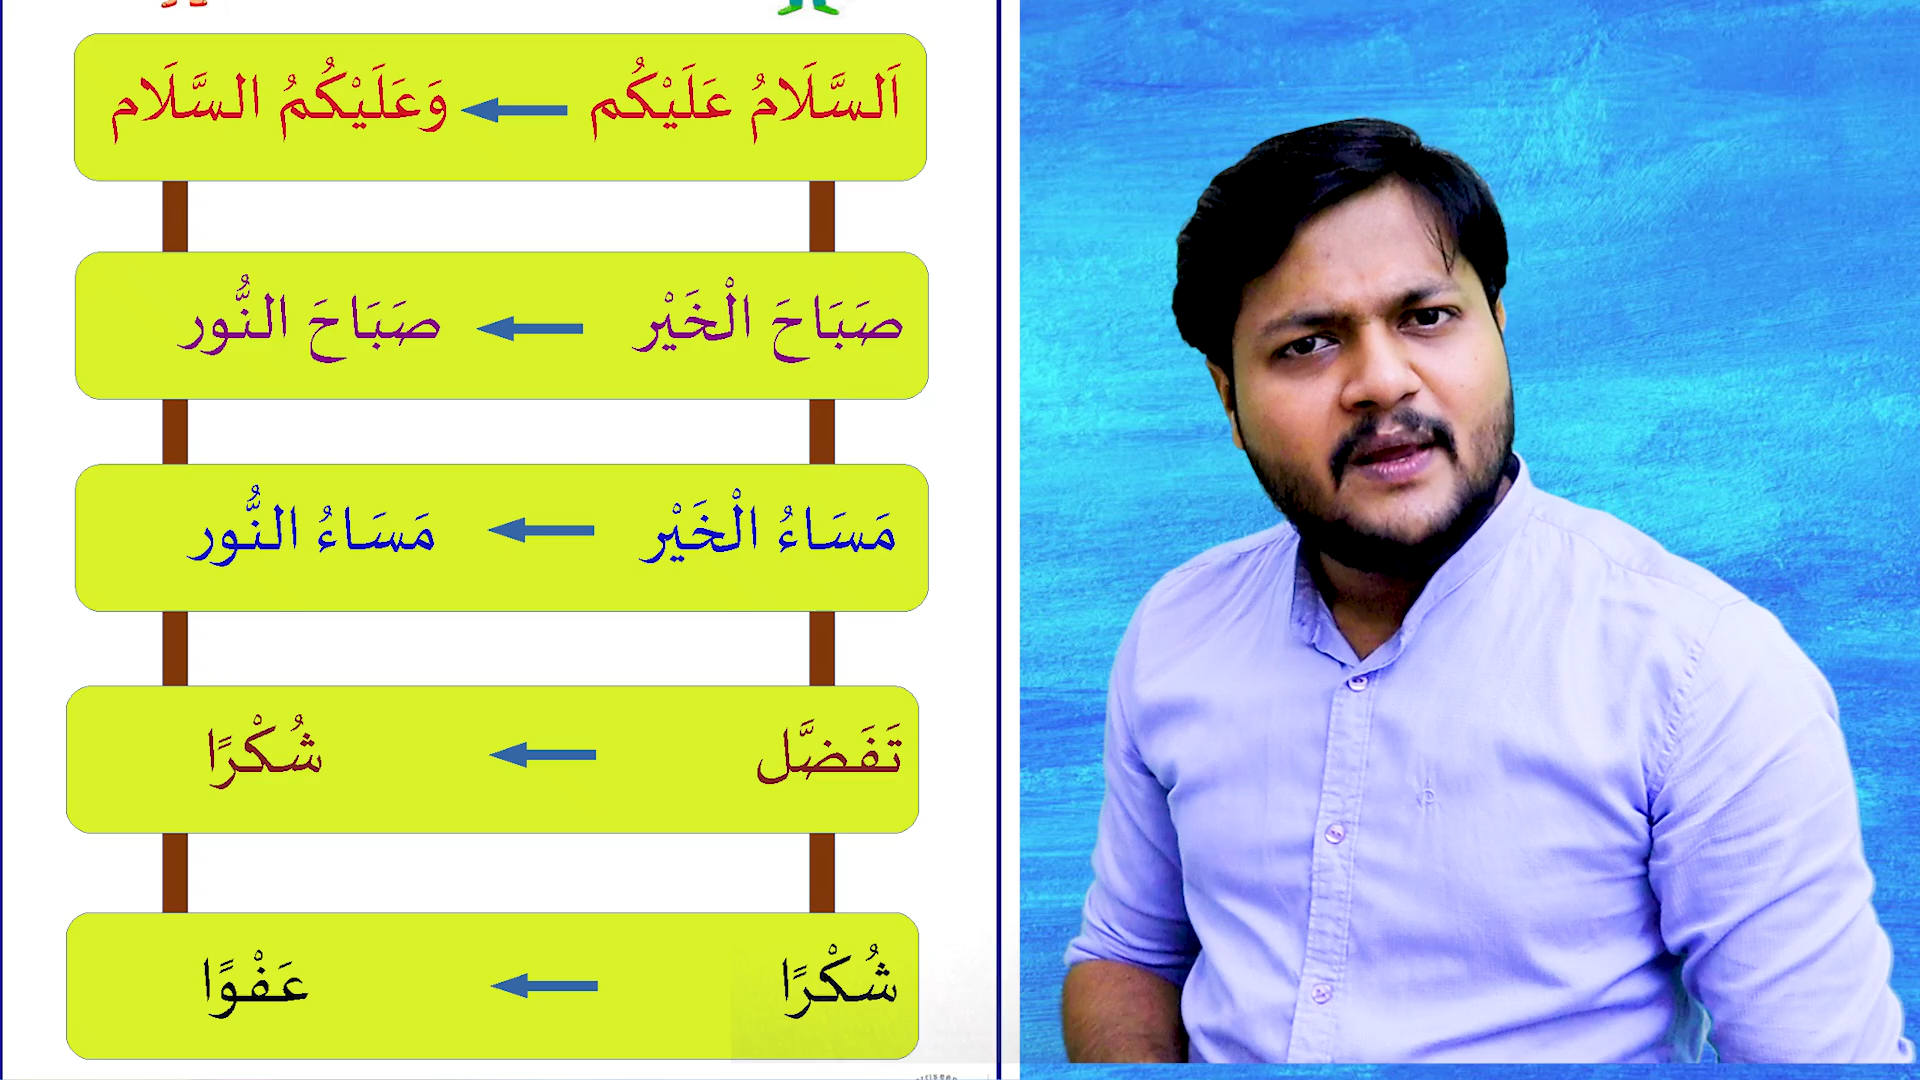 اَلسَّلَامُ عَلَيْكُم وَعَلَيْكُمُ السَّلَام
صَبَاحَ الْخَيْر صَبَاحَ النُّور
مَسَاءُ الْخَيْر مَسَاءُ النُّور
تَفَضَّل شُكْرًا
شُكْرًا عَفْوًا